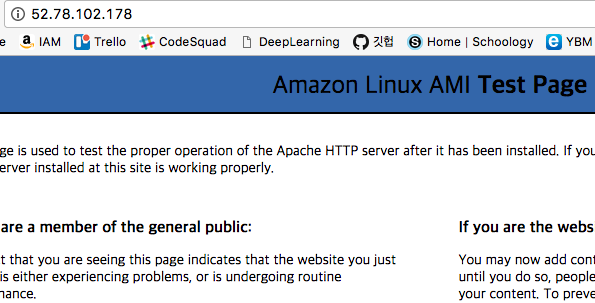 52.78.102.178
e IAM Trello CodeSquad DeepLearning 깃헙 Home | Schoology YBM
Amazon Linux AMI Test Page
ge is used to test the proper operation of the Apache HTTP server after it has been installed. If you
erver installed at this site is working properly.
are a member of the general public:
t that you are seeing this page indicates that the website you just
is either experiencing problems, or is undergoing routine
nance.
If you are the webs
You may now add cont
until you do so, people
your content. To preve